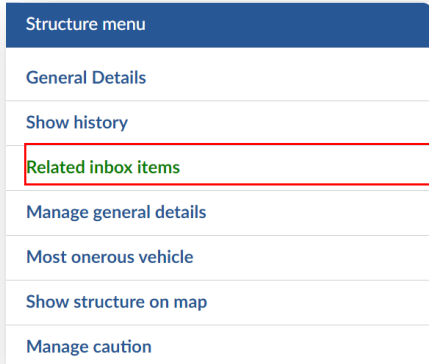 Structure menu
General Details
Show history
Related inbox items
Manage general details
Most onerous vehicle
Show structure on map
Manage caution